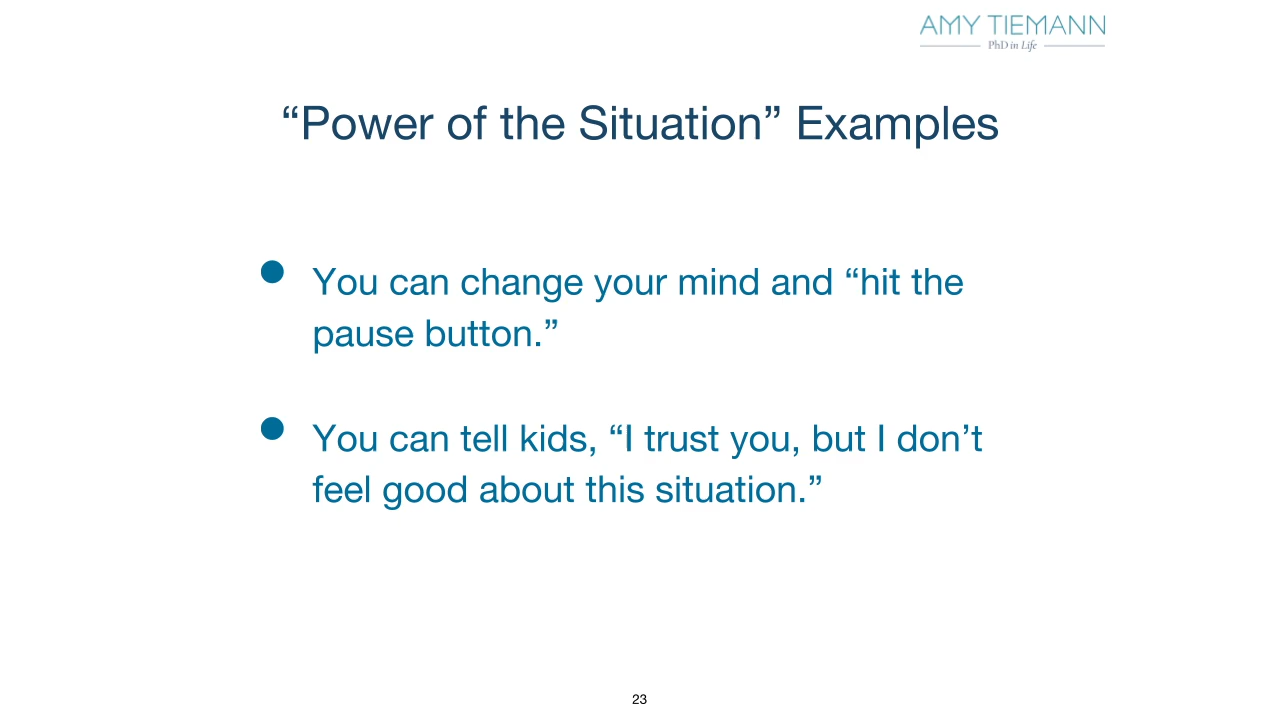 AMY TIEMANN
PhD in Life
“Power of the Situation” Examples
• You can change your mind and “hit the
pause button.”
• You can tell kids, “I trust you, but I don’t
feel good about this situation.”
23